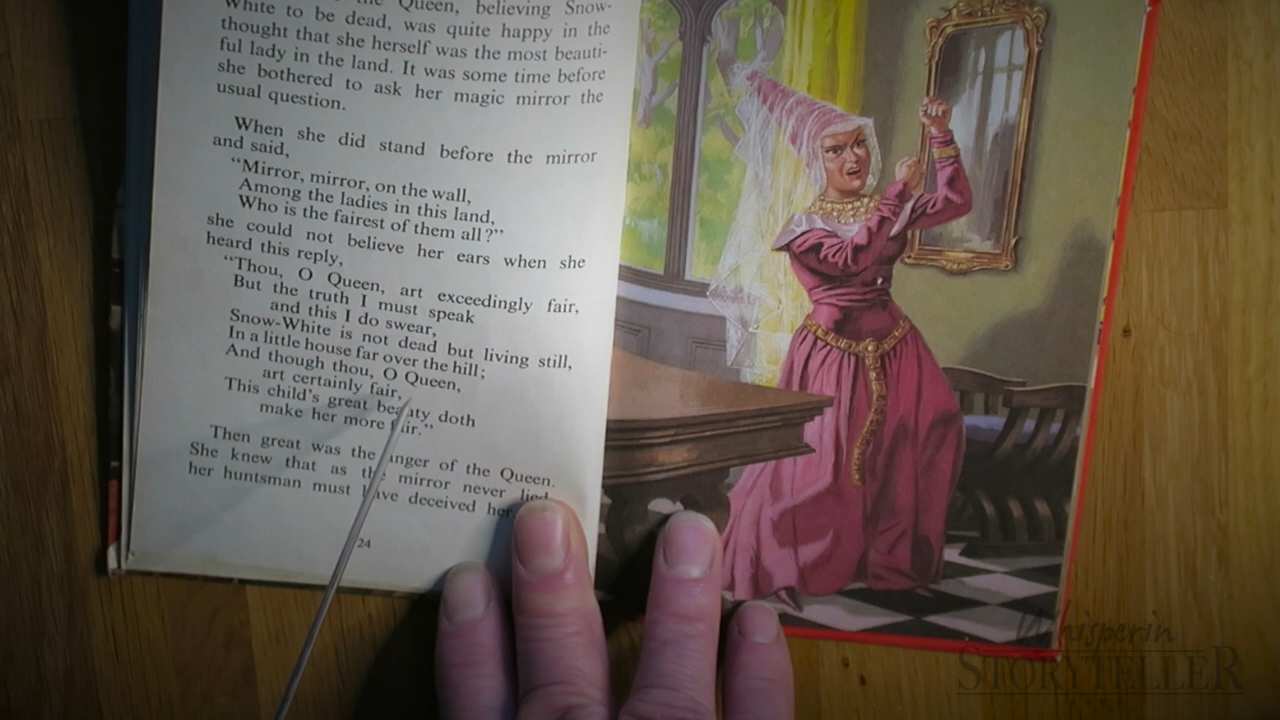 the Queen, believing Snow-
White to be dead, was quite happy in the
thought that she herself was the most beauti-
ful lady in the land. It was some time before
she bothered to ask her magic mirror the
usual question.
When she did stand before the mirror
and said,
"Mirror, mirror, on the wall,
Among the ladies in this land,
Who is the fairest of them all?"
she could not believe her ears when she
heard this reply,
"Thou, O Queen, art exceedingly fair,
But the truth I must speak
and this I do swear,
Snow-White is not dead but living still,
In a little house far over the hill;
And though thou, O Queen,
art certainly fair,
This child's great beauty doth
make her more fair."
Then great was the anger of the Queen.
She knew that as the mirror never lied
her huntsman must have deceived her
24
Whisperin
STORYTELLER